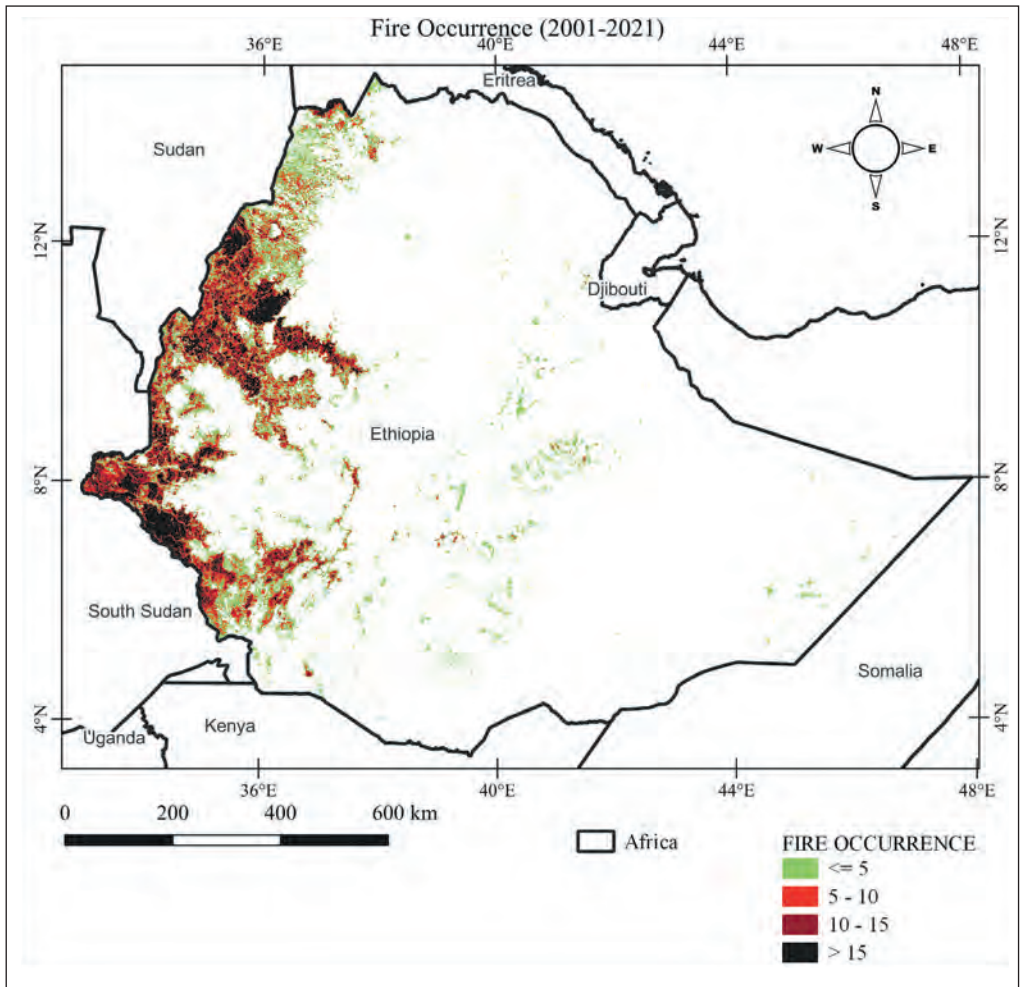 Fire Occurrence (2001-2021)
36°E 40°E 44°E 48°E
Eritrea
N
W E
S
Sudan
12°N 12°N
Djibouti
Ethiopia
8°N 8°N
South Sudan
Somalia
4°N 4°N
Uganda
Kenya
36°E 40°E 44°E 48°E
0 200 400 600 km
Africa
FIRE OCCURRENCE
<= 5
5 - 10
10 - 15
> 15